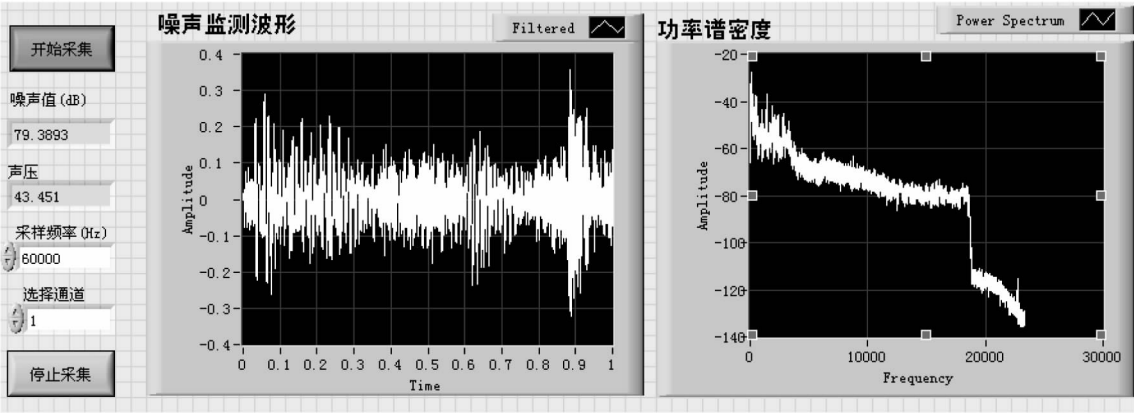 开始采集
噪声值(dB)
79.3893
声压
43.451
采样频率(Hz)
60000
选择通道
1
停止采集
噪声监测波形
Filtered
Amplitude
0.4
0.3
0.2
0.1
0
-0.1
-0.2
-0.3
-0.4
0 0.1 0.2 0.3 0.4 0.5 0.6 0.7 0.8 0.9 1
Time
功率谱密度
Power Spectrum
Amplitude
-20
-40
-60
-80
-100
-120
-140
0 10000 20000 30000
Frequency